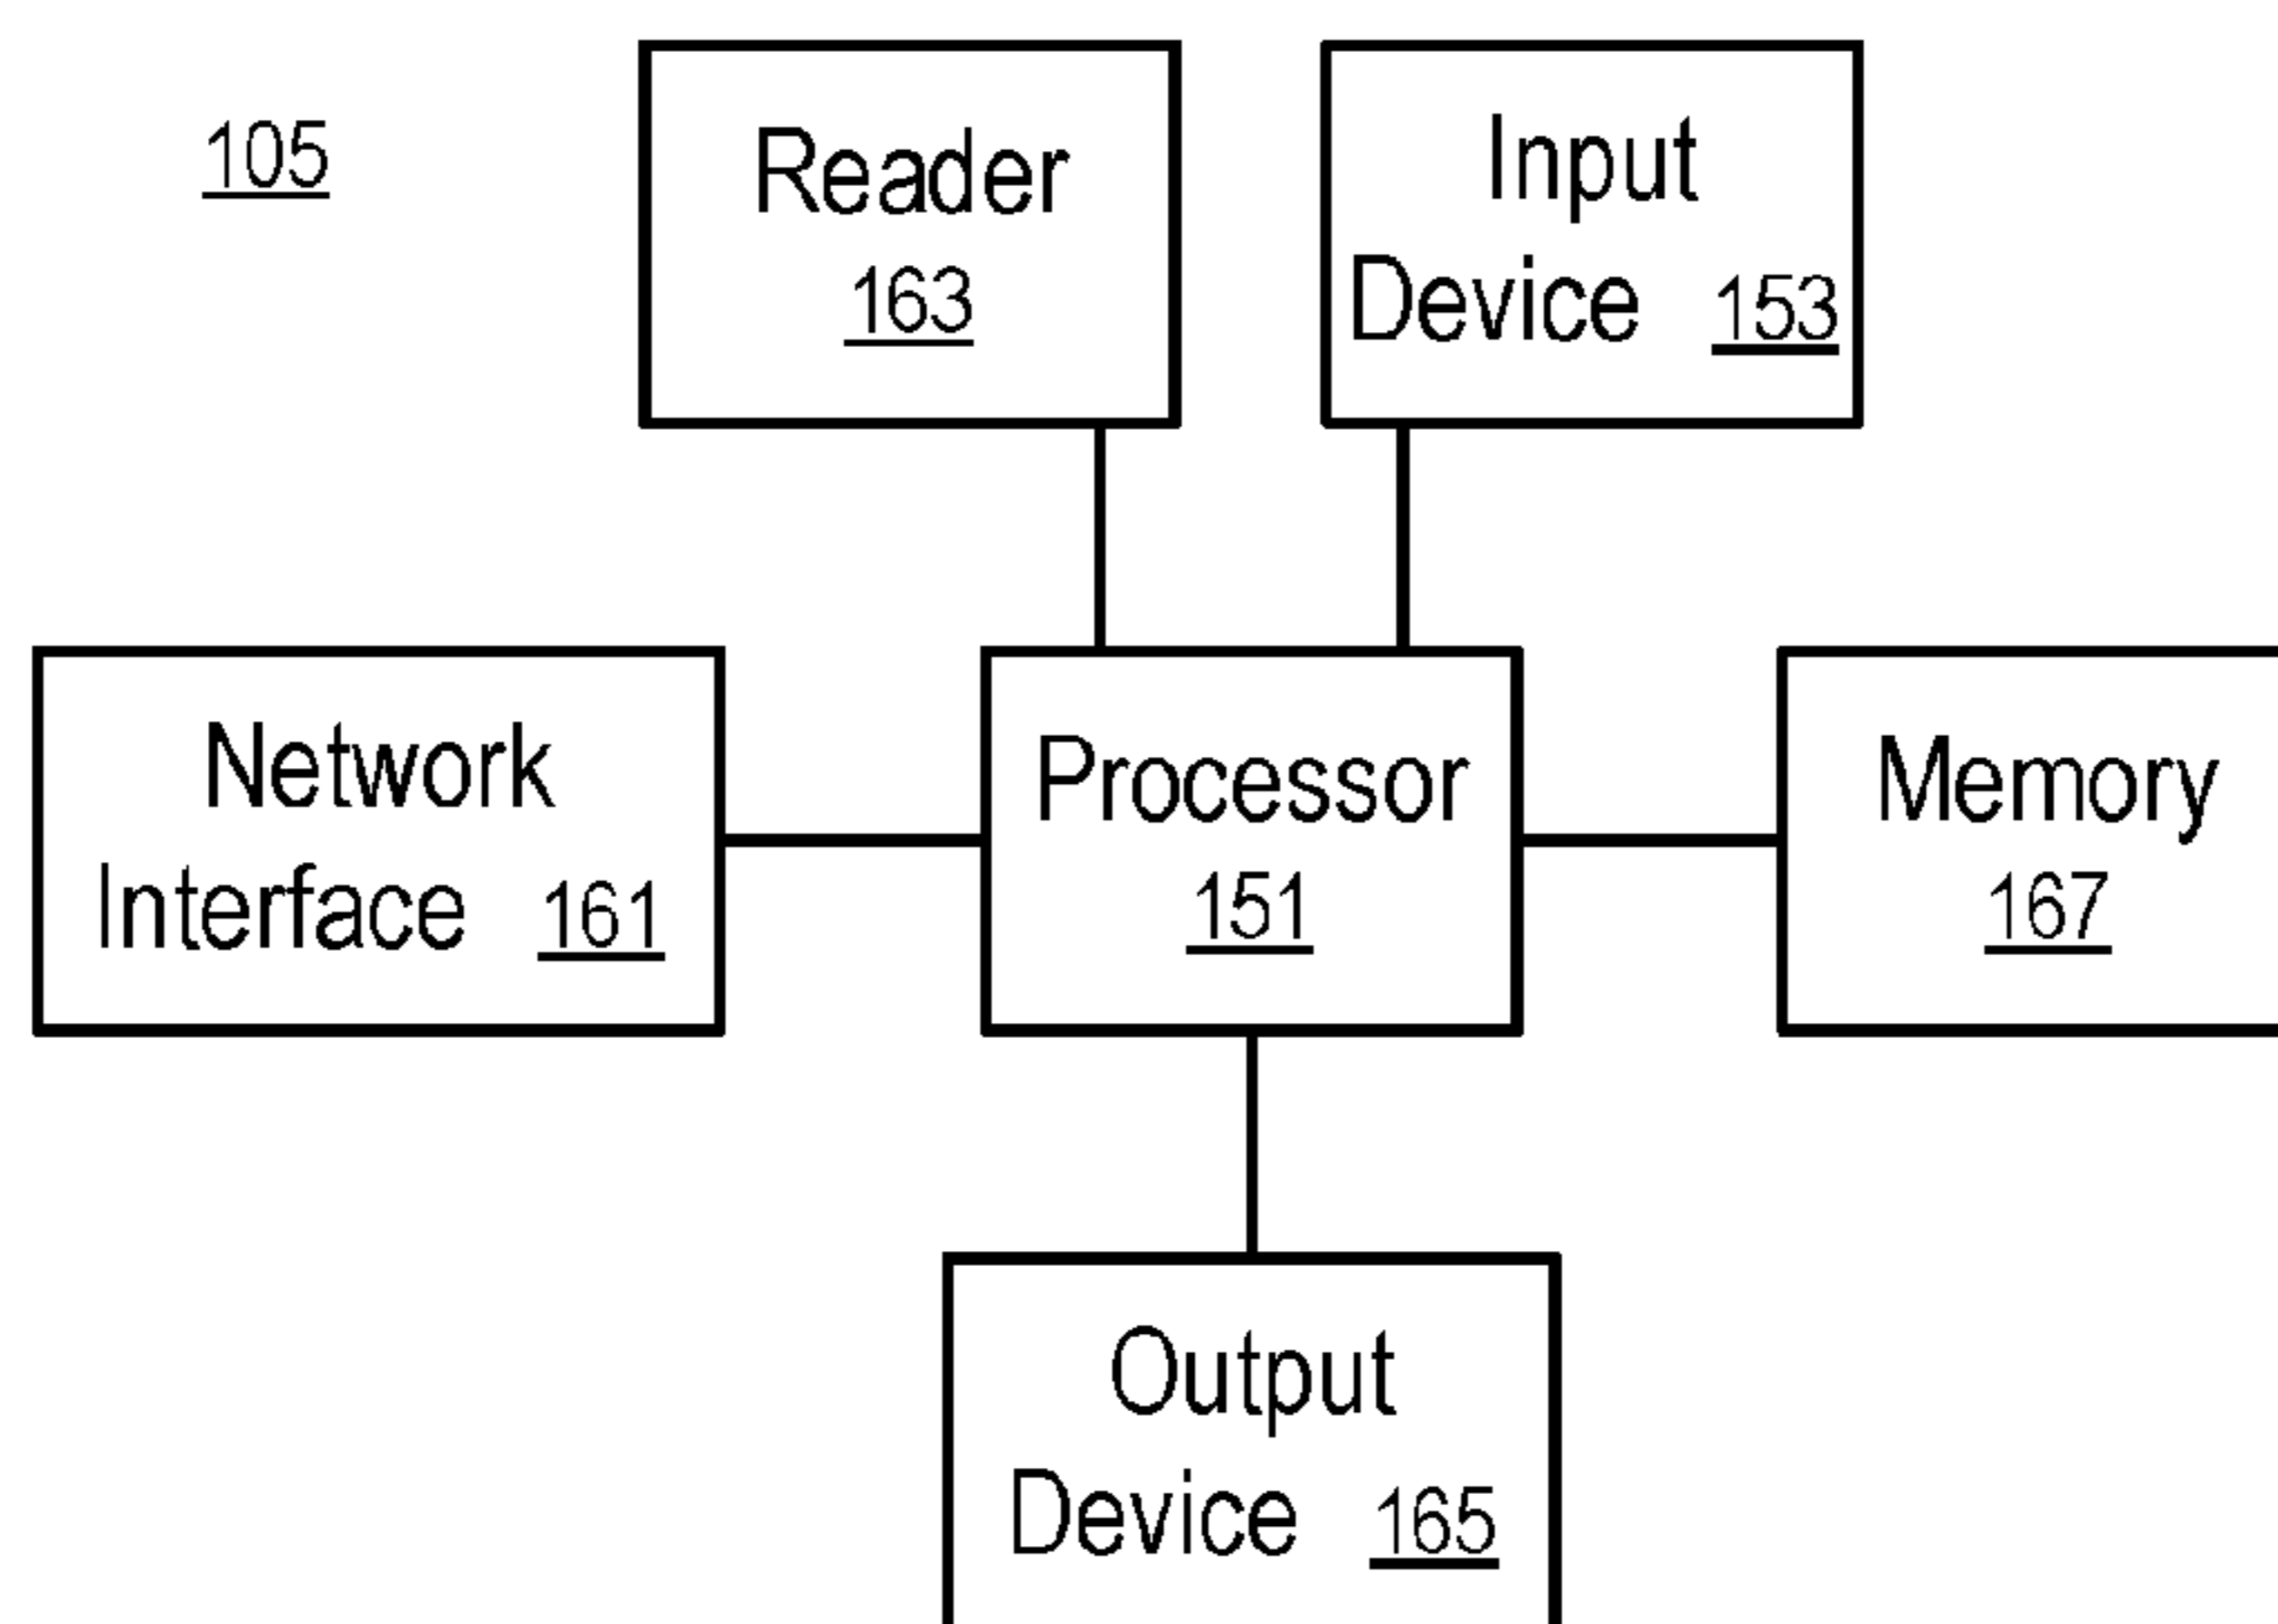 105
Reader
163
Input
Device 153
Network
Interface 161
Processor
151
Memory
167
Output
Device 165